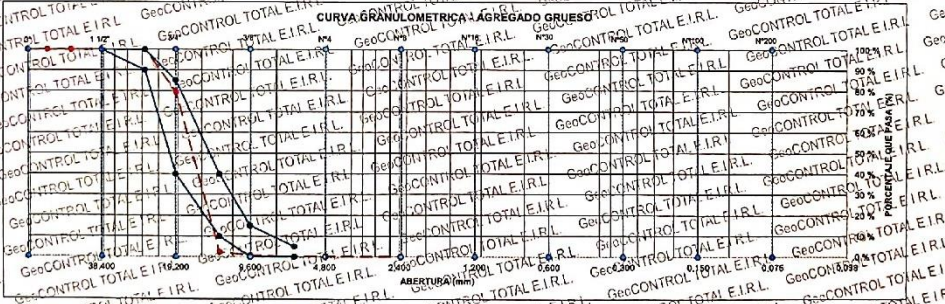 CURVA GRANULOMETRICA : AGREGADO GRUESO
1 1/2" 3/4" 3/8" N°4 N°8 N°16 N°30 N°50 N°100 N°200
100 %
90 %
80 %
70 %
60 %
50 %
40 %
30 %
20 %
10 %
0 %
PORCENTAJE QUE PASA (%)
38,400 19,200 9,600 4,800 2,400 1,200 0,600 0,300 0,150 0,075
ABERTURA (mm)
GeoCONTROL TOTAL E.I.R.L.